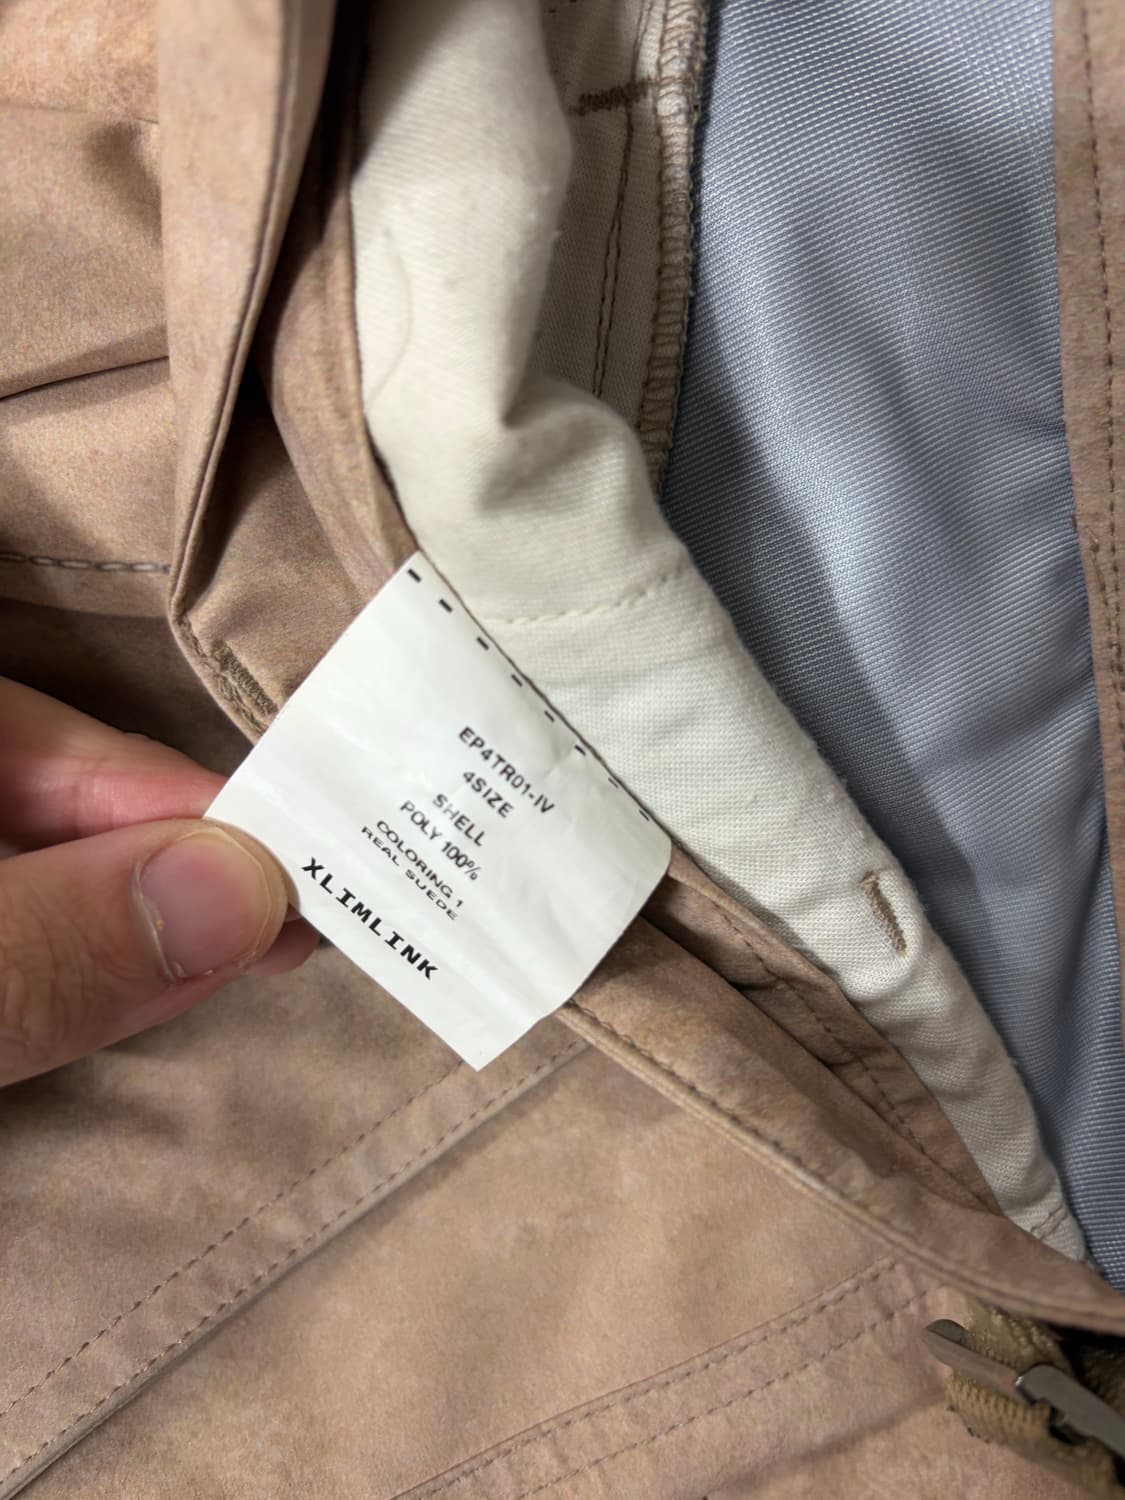 EP4TR01-IV
4SIZE
SHELL
POLY 100%
COLORING 1
REAL SUEDE
XLIMLINK